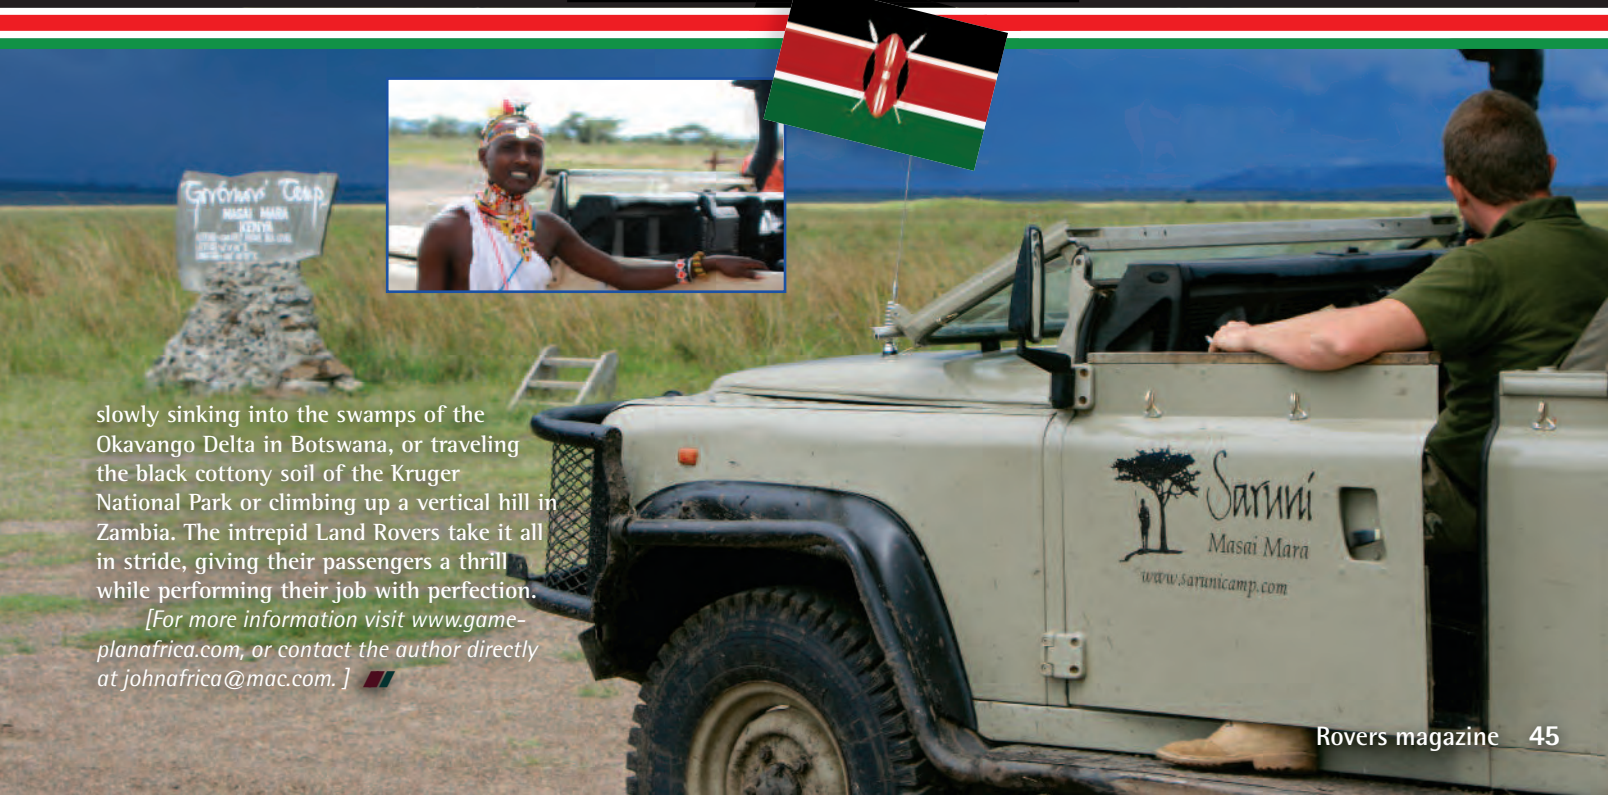 Governors' Camp
MASAI MARA
KENYA
slowly sinking into the swamps of the
Okavango Delta in Botswana, or traveling
the black cottony soil of the Kruger
National Park or climbing up a vertical hill in
Zambia. The intrepid Land Rovers take it all
in stride, giving their passengers a thrill
while performing their job with perfection.
[For more information visit www.game-
planafrica.com, or contact the author directly
at johnafrica@mac.com. ]
Saruni
Masai Mara
www.sarunicamp.com
Rovers magazine 45